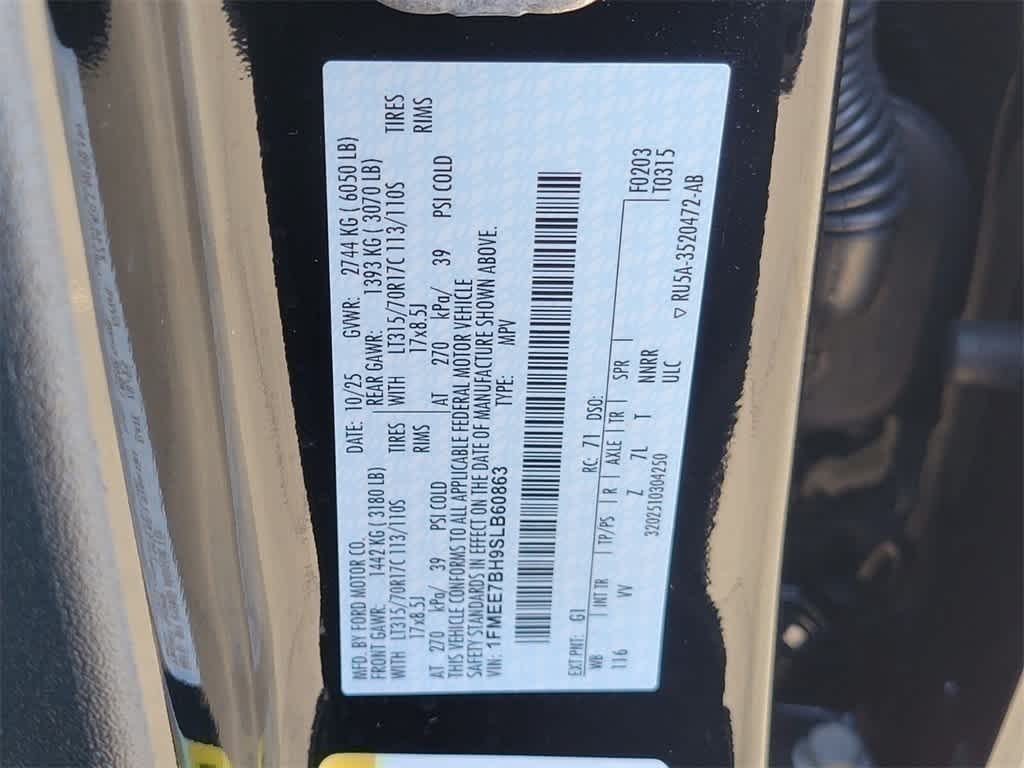 MFD. BY FORD MOTOR CO. DATE: 10/25 GVWR: 2744 KG ( 6050 LB)
FRONT GAWR: 1442 KG ( 3180 LB) REAR GAWR: 1393 KG ( 3070 LB)
WITH LT315/70R17C 113/110S TIRES WITH LT315/70R17C 113/110S TIRES
17x8.5J RIMS 17x8.5J RIMS
AT 270 kPa/ 39 PSI COLD AT 270 kPa/ 39 PSI COLD
THIS VEHICLE CONFORMS TO ALL APPLICABLE FEDERAL MOTOR VEHICLE
SAFETY STANDARDS IN EFFECT ON THE DATE OF MANUFACTURE SHOWN ABOVE.
VIN: 1FMEE7BH9SLB60863 TYPE: MPV
EXT PNT: G1 RC: 71 DSO: F0203
WB INT TR TP/PS R AXLE TR SPR T0315
116 VV Z 7L T NNRR
3202510304250 ULC
▽ RU5A-3520472-AB